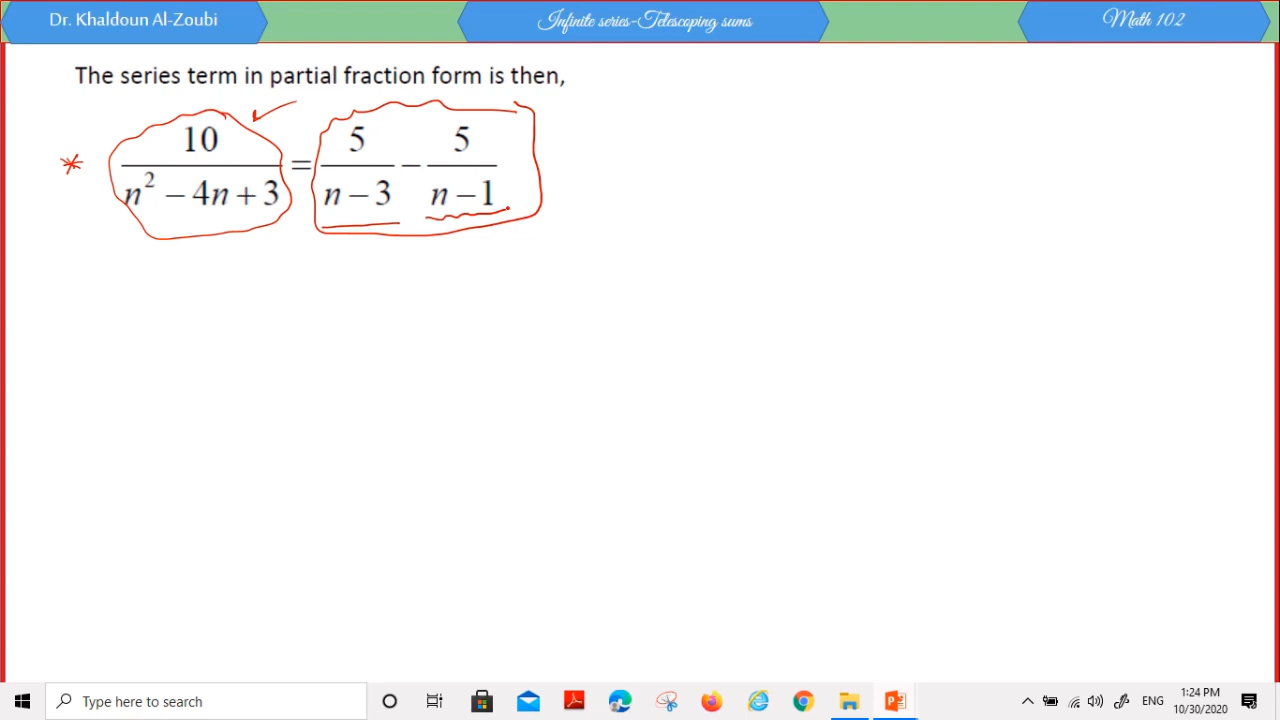 Dr. Khaldoun Al-Zoubi
Infinite series-Telescoping sums
Math 102
The series term in partial fraction form is then,
* 10/(n² − 4n + 3) = 5/(n − 3) − 5/(n − 1)
Type here to search
ENG
1:24 PM
10/30/2020